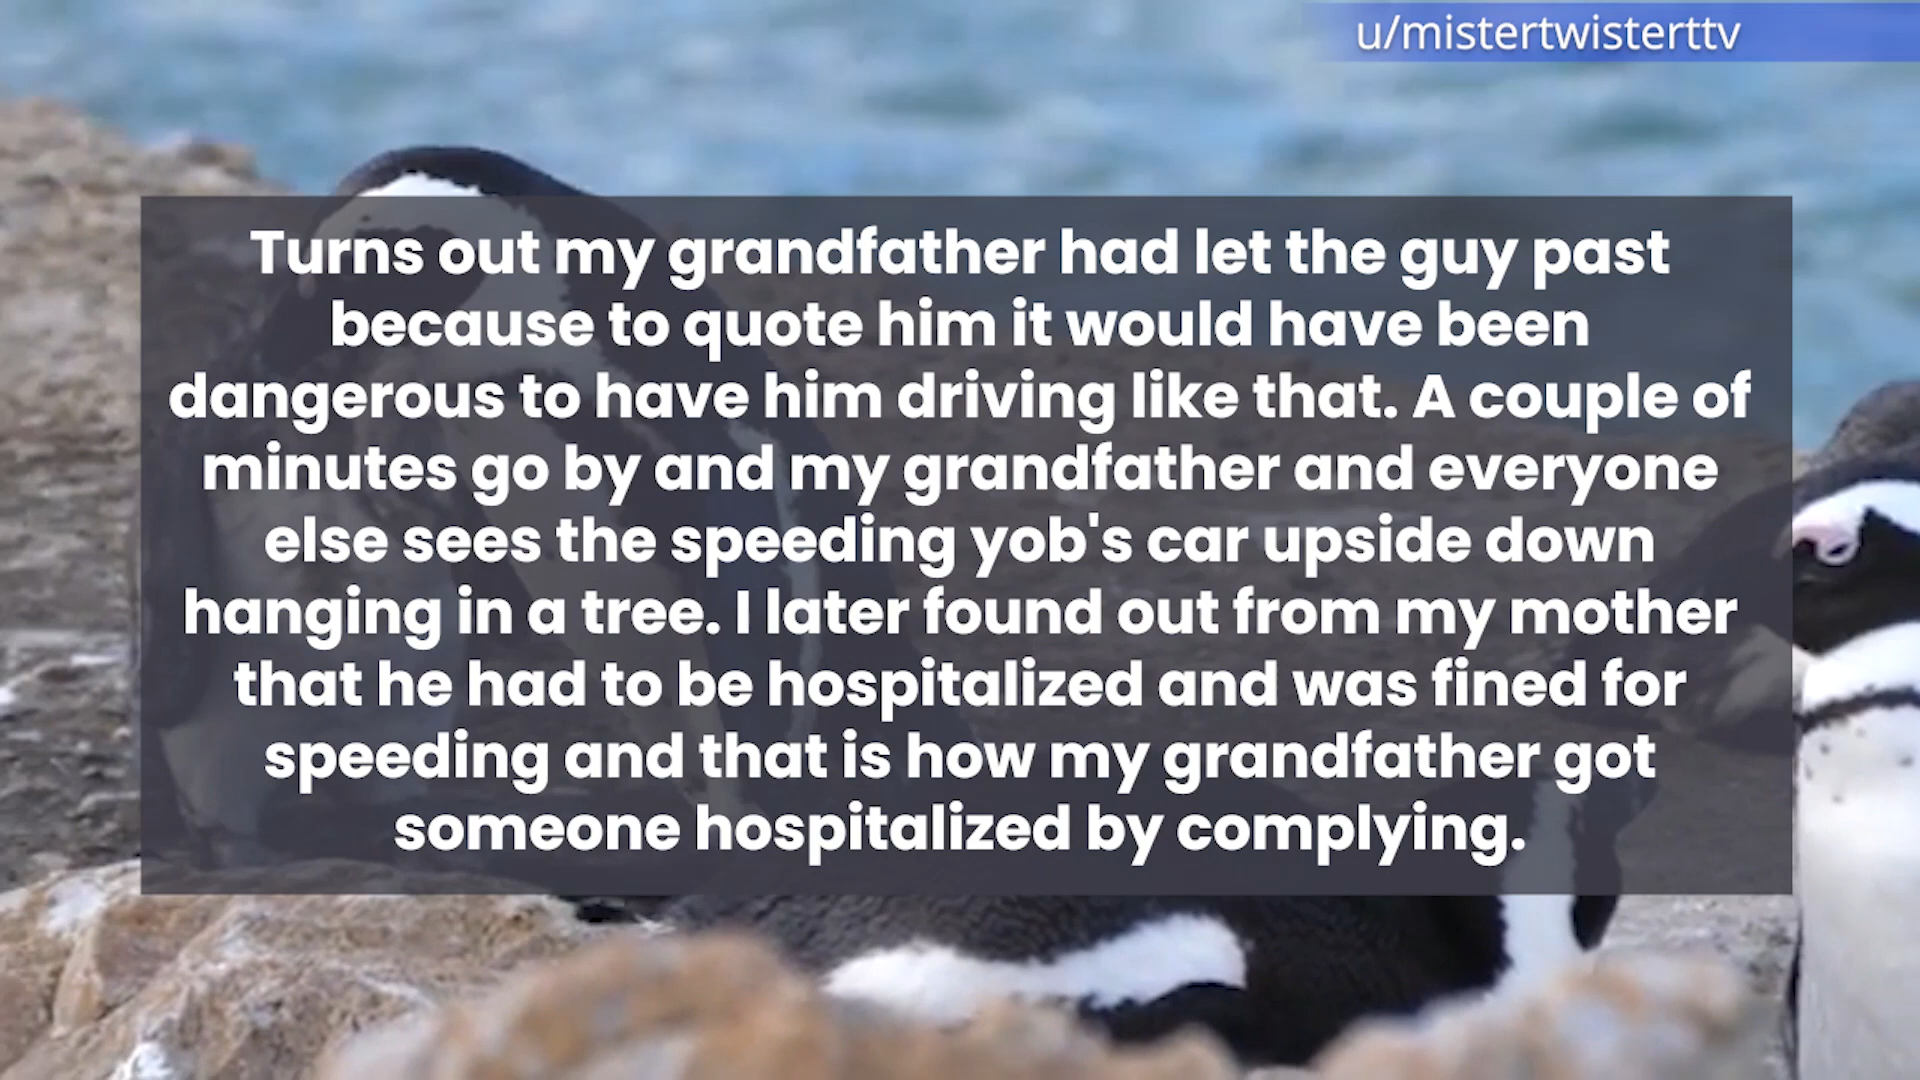 u/mistertwisterttv
Turns out my grandfather had let the guy past
because to quote him it would have been
dangerous to have him driving like that. A couple of
minutes go by and my grandfather and everyone
else sees the speeding yob's car upside down
hanging in a tree. I later found out from my mother
that he had to be hospitalized and was fined for
speeding and that is how my grandfather got
someone hospitalized by complying.